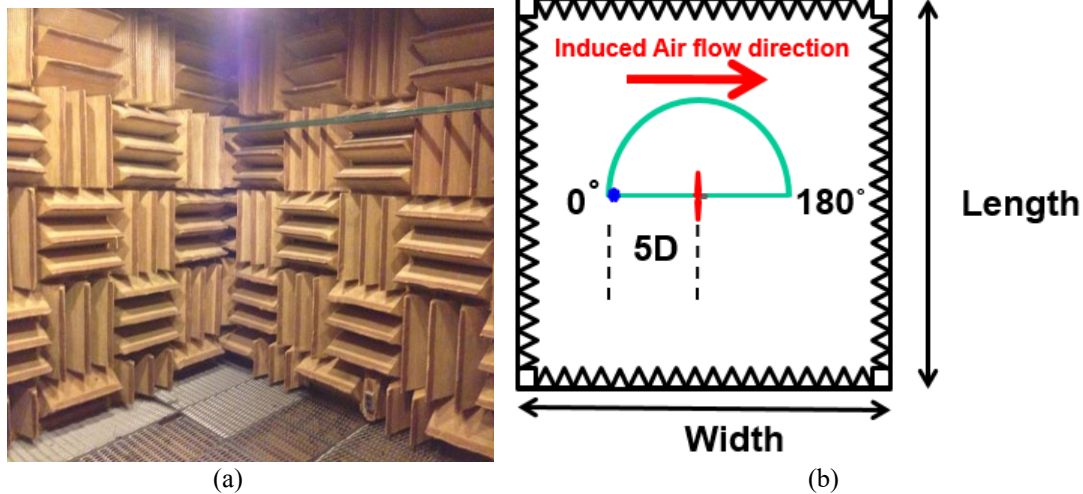 Induced Air flow direction
0°
180°
5D
Length
Width
(a)
(b)